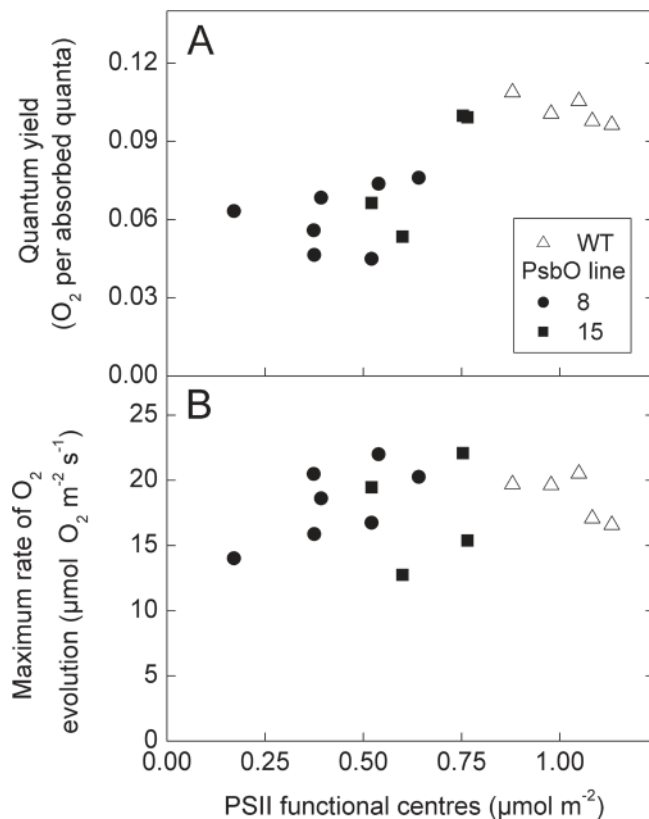 A
Quantum yield
(O₂ per absorbed quanta)
0.12
0.09
0.06
0.03
0.00
△ WT
PsbO line
● 8
■ 15
B
Maximum rate of O₂
evolution (µmol O₂ m⁻² s⁻¹)
25
20
15
10
5
0
0.00 0.25 0.50 0.75 1.00
PSII functional centres (µmol m⁻²)